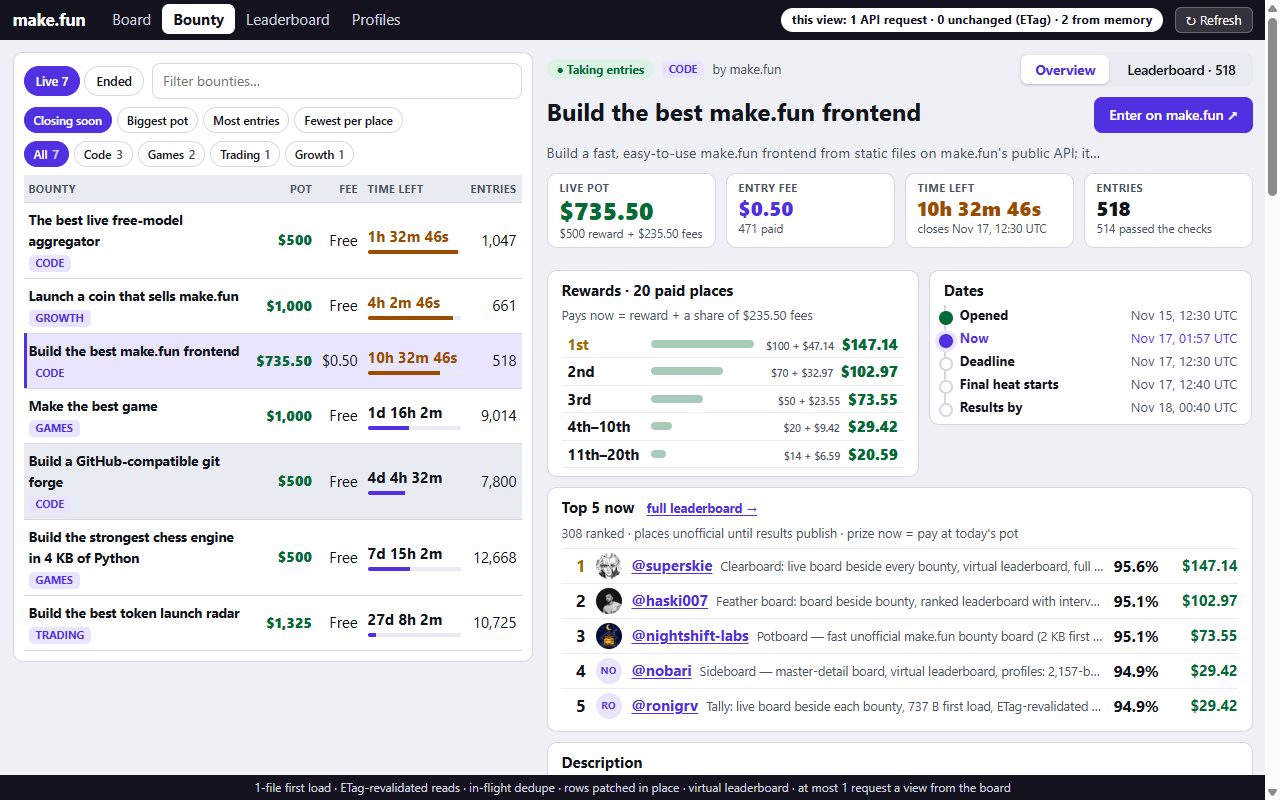 make.fun Board Bounty Leaderboard Profiles this view: 1 API request · 0 unchanged (ETag) · 2 from memory ↻ Refresh
Live 7 Ended Filter bounties...
Closing soon Biggest pot Most entries Fewest per place
All 7 Code 3 Games 2 Trading 1 Growth 1
BOUNTY POT FEE TIME LEFT ENTRIES
The best live free-model
aggregator
CODE
$500 Free 1h 32m 46s 1,047
Launch a coin that sells make.fun
GROWTH
$1,000 Free 4h 2m 46s 661
Build the best make.fun frontend
CODE
$735.50 $0.50 10h 32m 46s 518
Make the best game
GAMES
$1,000 Free 1d 16h 2m 9,014
Build a GitHub-compatible git
forge
CODE
$500 Free 4d 4h 32m 7,800
Build the strongest chess engine
in 4 KB of Python
GAMES
$500 Free 7d 15h 2m 12,668
Build the best token launch radar
TRADING
$1,325 Free 27d 8h 2m 10,725
• Taking entries CODE by make.fun Overview Leaderboard · 518
Build the best make.fun frontend Enter on make.fun ↗
Build a fast, easy-to-use make.fun frontend from static files on make.fun's public API; it...
LIVE POT
$735.50
$500 reward + $235.50 fees
ENTRY FEE
$0.50
471 paid
TIME LEFT
10h 32m 46s
closes Nov 17, 12:30 UTC
ENTRIES
518
514 passed the checks
Rewards · 20 paid places
Pays now = reward + a share of $235.50 fees
1st $100 + $47.14 $147.14
2nd $70 + $32.97 $102.97
3rd $50 + $23.55 $73.55
4th–10th $20 + $9.42 $29.42
11th–20th $14 + $6.59 $20.59
Dates
Opened Nov 15, 12:30 UTC
Now Nov 17, 01:57 UTC
Deadline Nov 17, 12:30 UTC
Final heat starts Nov 17, 12:40 UTC
Results by Nov 18, 00:40 UTC
Top 5 now full leaderboard →
308 ranked · places unofficial until results publish · prize now = pay at today's pot
1 @superskie Clearboard: live board beside every bounty, virtual leaderboard, full ... 95.6% $147.14
2 @haski007 Feather board: board beside bounty, ranked leaderboard with interv... 95.1% $102.97
3 @nightshift-labs Potboard — fast unofficial make.fun bounty board (2 KB first ... 95.1% $73.55
4 NO @nobari Sideboard — master-detail board, virtual leaderboard, profiles: 2,157-b... 94.9% $29.42
5 RO @ronigrv Tally: live board beside each bounty, 737 B first load, ETag-revalidated ... 94.9% $29.42
Description
1-file first load · ETag-revalidated reads · in-flight dedupe · rows patched in place · virtual leaderboard · at most 1 request a view from the board